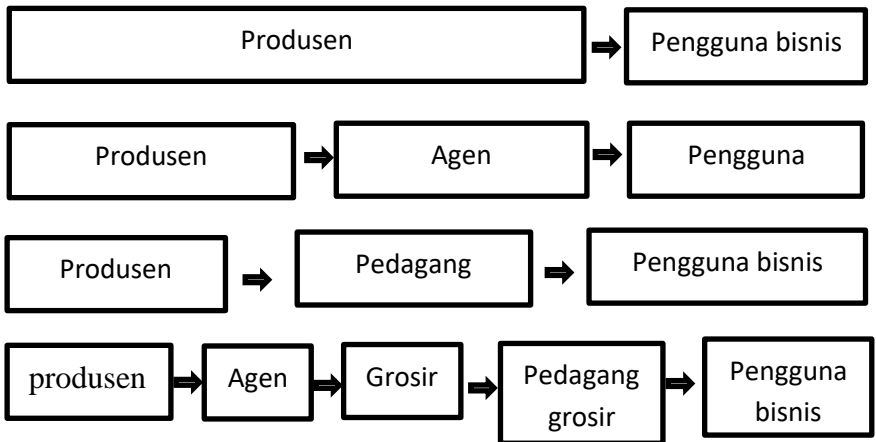 Produsen
Pengguna bisnis
Produsen
Agen
Pengguna
Produsen
Pedagang
Pengguna bisnis
produsen
Agen
Grosir
Pedagang
grosir
Pengguna
bisnis